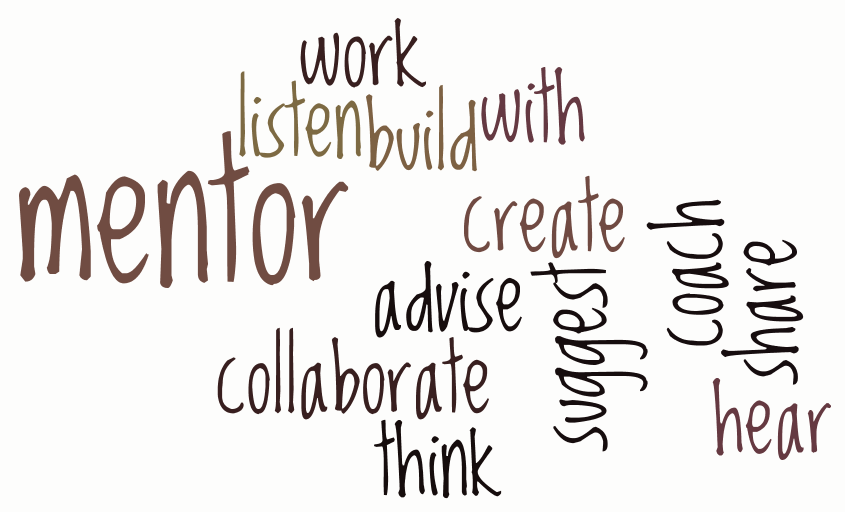 work
listen
build
with
mentor
create
coach
share
advise
suggest
collaborate
hear
think